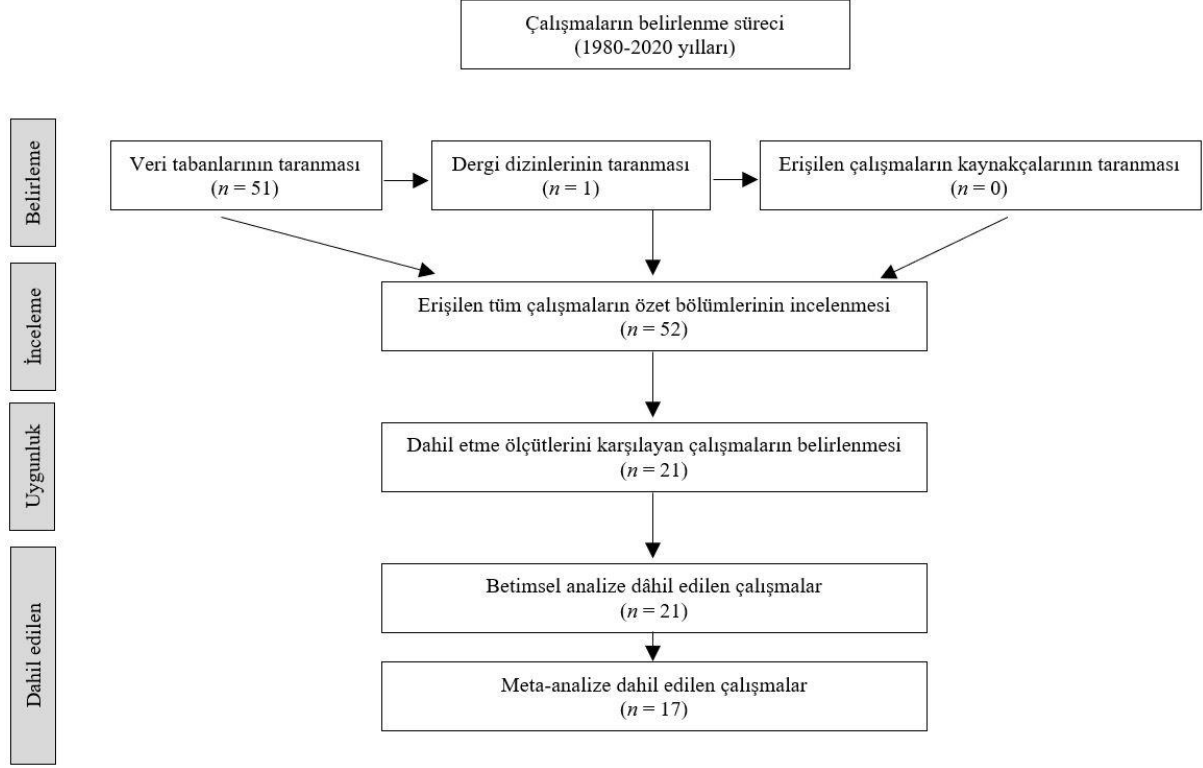 Çalışmaların belirlenme süreci
(1980-2020 yılları)
Belirleme
Veri tabanlarının taranması
(n = 51)
Dergi dizinlerinin taranması
(n = 1)
Erişilen çalışmaların kaynakçalarının taranması
(n = 0)
İnceleme
Erişilen tüm çalışmaların özet bölümlerinin incelenmesi
(n = 52)
Uygunluk
Dahil etme ölçütlerini karşılayan çalışmaların belirlenmesi
(n = 21)
Dahil edilen
Betimsel analize dâhil edilen çalışmalar
(n = 21)
Meta-analize dahil edilen çalışmalar
(n = 17)